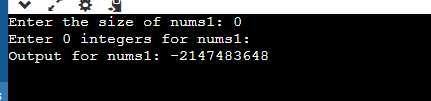 Enter the size of nums1: 0
Enter 0 integers for nums1:
Output for nums1: -2147483648